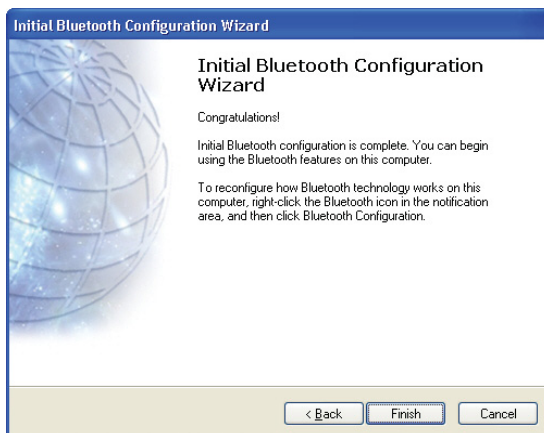 Initial Bluetooth Configuration Wizard
Initial Bluetooth Configuration
Wizard
Congratulations!
Initial Bluetooth configuration is complete. You can begin
using the Bluetooth features on this computer.
To reconfigure how Bluetooth technology works on this
computer, right-click the Bluetooth icon in the notification
area, and then click Bluetooth Configuration.
< Back Finish Cancel